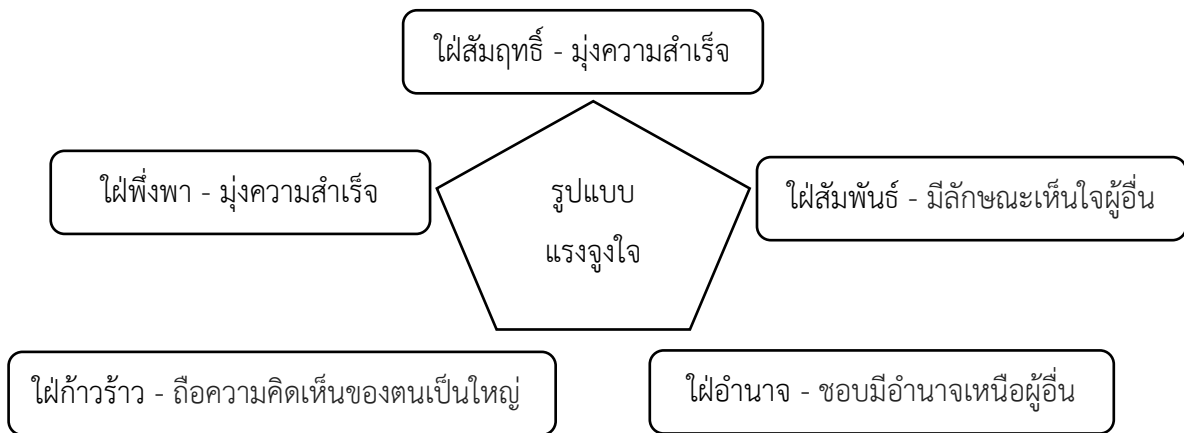 ใฝ่สัมฤทธิ์ - มุ่งความสำเร็จ
ใฝ่พึ่งพา - มุ่งความสำเร็จ
รูปแบบ
แรงจูงใจ
ใฝ่สัมพันธ์ - มีลักษณะเห็นใจผู้อื่น
ใฝ่ก้าวร้าว - ถือความคิดเห็นของตนเป็นใหญ่
ใฝ่อำนาจ - ชอบมีอำนาจเหนือผู้อื่น